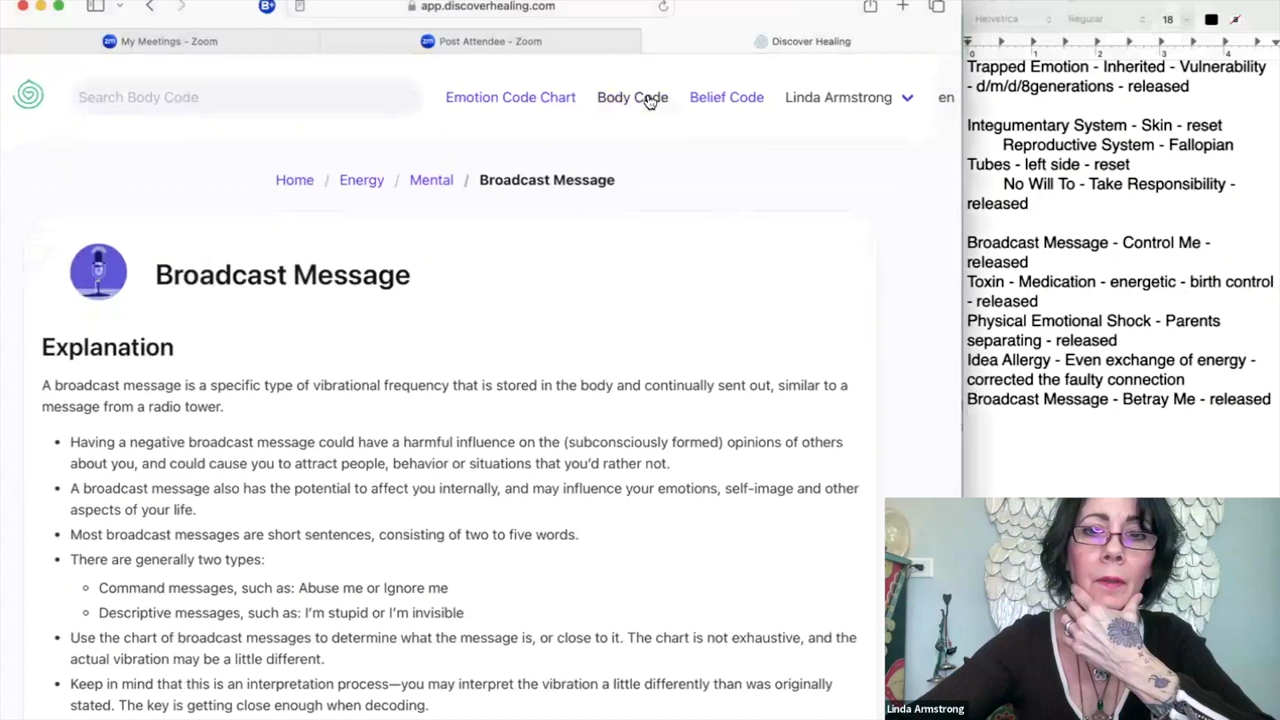 app.discoverhealing.com
My Meetings - Zoom
Post Attendee - Zoom
Discover Healing
Search Body Code
Emotion Code Chart
Body Code
Belief Code
Linda Armstrong
en
Home / Energy / Mental / Broadcast Message
Broadcast Message
Explanation
A broadcast message is a specific type of vibrational frequency that is stored in the body and continually sent out, similar to a
message from a radio tower.
• Having a negative broadcast message could have a harmful influence on the (subconsciously formed) opinions of others
about you, and could cause you to attract people, behavior or situations that you'd rather not.
• A broadcast message also has the potential to affect you internally, and may influence your emotions, self-image and other
aspects of your life.
• Most broadcast messages are short sentences, consisting of two to five words.
• There are generally two types:
◦ Command messages, such as: Abuse me or Ignore me
◦ Descriptive messages, such as: I'm stupid or I'm invisible
• Use the chart of broadcast messages to determine what the message is, or close to it. The chart is not exhaustive, and the
actual vibration may be a little different.
• Keep in mind that this is an interpretation process—you may interpret the vibration a little differently than was originally
stated. The key is getting close enough when decoding.
Helvetica
Regular
18
0 1 2 3 4
Trapped Emotion - Inherited - Vulnerability
- d/m/d/8generations - released
Integumentary System - Skin - reset
Reproductive System - Fallopian
Tubes - left side - reset
No Will To - Take Responsibility -
released
Broadcast Message - Control Me -
released
Toxin - Medication - energetic - birth control
- released
Physical Emotional Shock - Parents
separating - released
Idea Allergy - Even exchange of energy -
corrected the faulty connection
Broadcast Message - Betray Me - released
Linda Armstrong